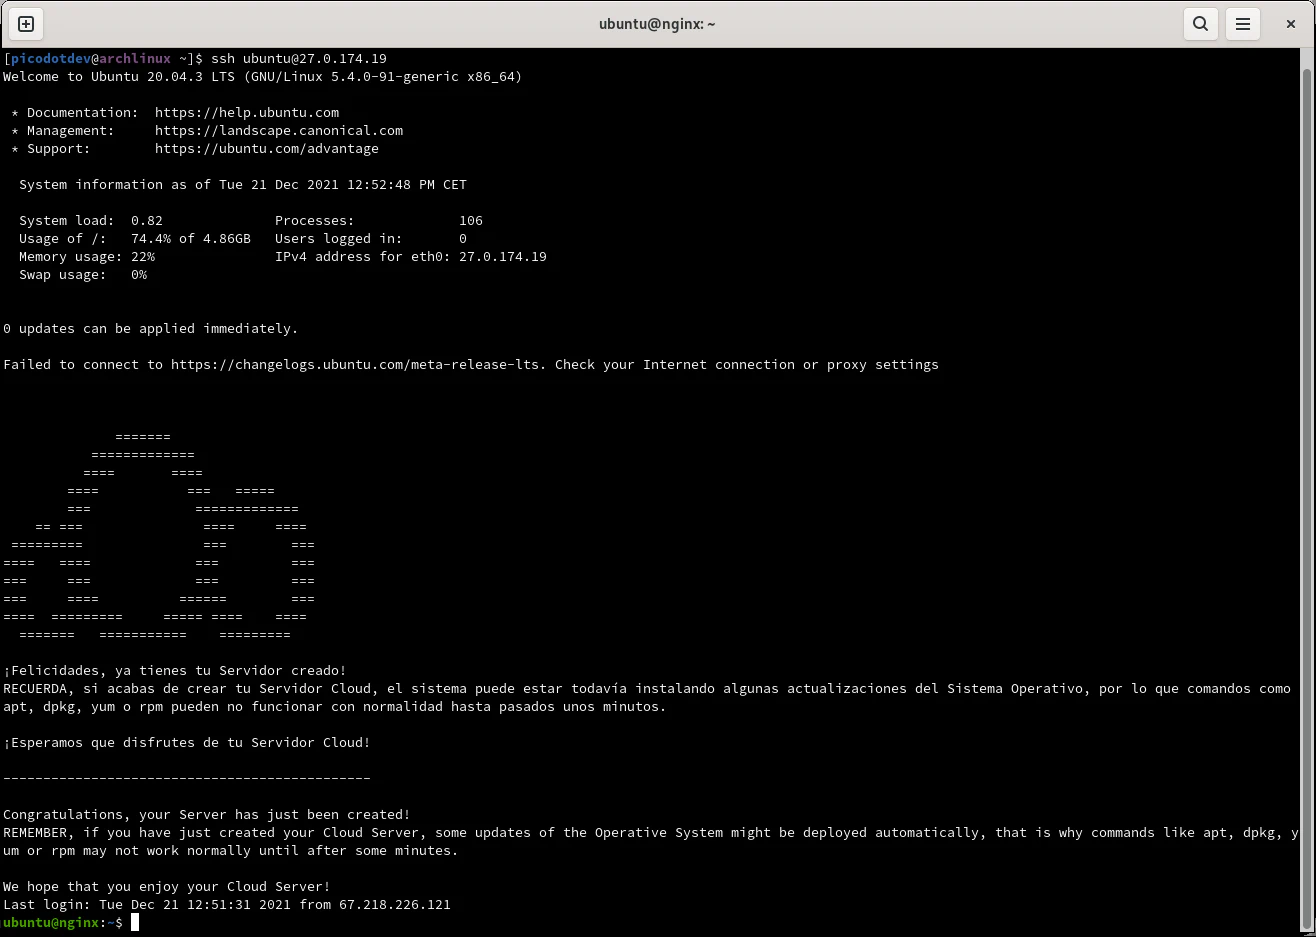 ubuntu@nginx: ~
[picodotdev@archlinux ~]$ ssh ubuntu@27.0.174.19
Welcome to Ubuntu 20.04.3 LTS (GNU/Linux 5.4.0-91-generic x86_64)

 * Documentation:  https://help.ubuntu.com
 * Management:     https://landscape.canonical.com
 * Support:        https://ubuntu.com/advantage

  System information as of Tue 21 Dec 2021 12:52:48 PM CET

  System load:  0.82              Processes:             106
  Usage of /:   74.4% of 4.86GB   Users logged in:       0
  Memory usage: 22%               IPv4 address for eth0: 27.0.174.19
  Swap usage:   0%

0 updates can be applied immediately.

Failed to connect to https://changelogs.ubuntu.com/meta-release-lts. Check your Internet connection or proxy settings

              =======
           =============
          ====       ====
        ====           ===   =====
        ===             =============
    == ===               ====     ====
 =========               ===        ===
====   ====             ===         ===
===     ===             ===         ===
===     ====          ======        ===
====  =========     ===== ====    ====
  =======   ===========    =========

¡Felicidades, ya tienes tu Servidor creado!
RECUERDA, si acabas de crear tu Servidor Cloud, el sistema puede estar todavía instalando algunas actualizaciones del Sistema Operativo, por lo que comandos como
apt, dpkg, yum o rpm pueden no funcionar con normalidad hasta pasados unos minutos.

¡Esperamos que disfrutes de tu Servidor Cloud!

----------------------------------------------

Congratulations, your Server has just been created!
REMEMBER, if you have just created your Cloud Server, some updates of the Operative System might be deployed automatically, that is why commands like apt, dpkg, y
um or rpm may not work normally until after some minutes.

We hope that you enjoy your Cloud Server!
Last login: Tue Dec 21 12:51:31 2021 from 67.218.226.121
ubuntu@nginx:~$